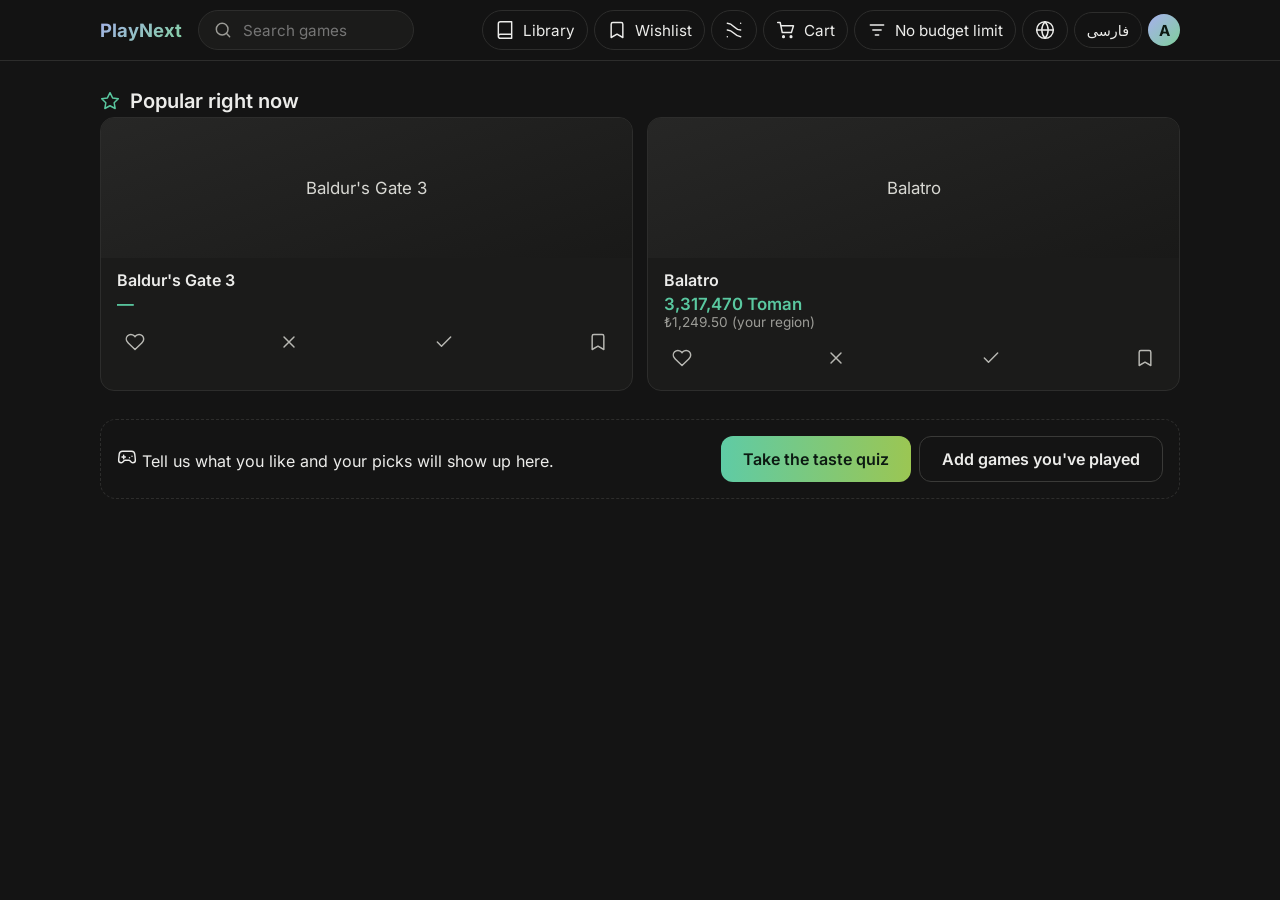 PlayNext
Search games
Library
Wishlist
Cart
No budget limit
فارسی
A
Popular right now
Baldur's Gate 3
Balatro
Baldur's Gate 3
—
Balatro
3,317,470 Toman
₺1,249.50 (your region)
Tell us what you like and your picks will show up here.
Take the taste quiz
Add games you've played